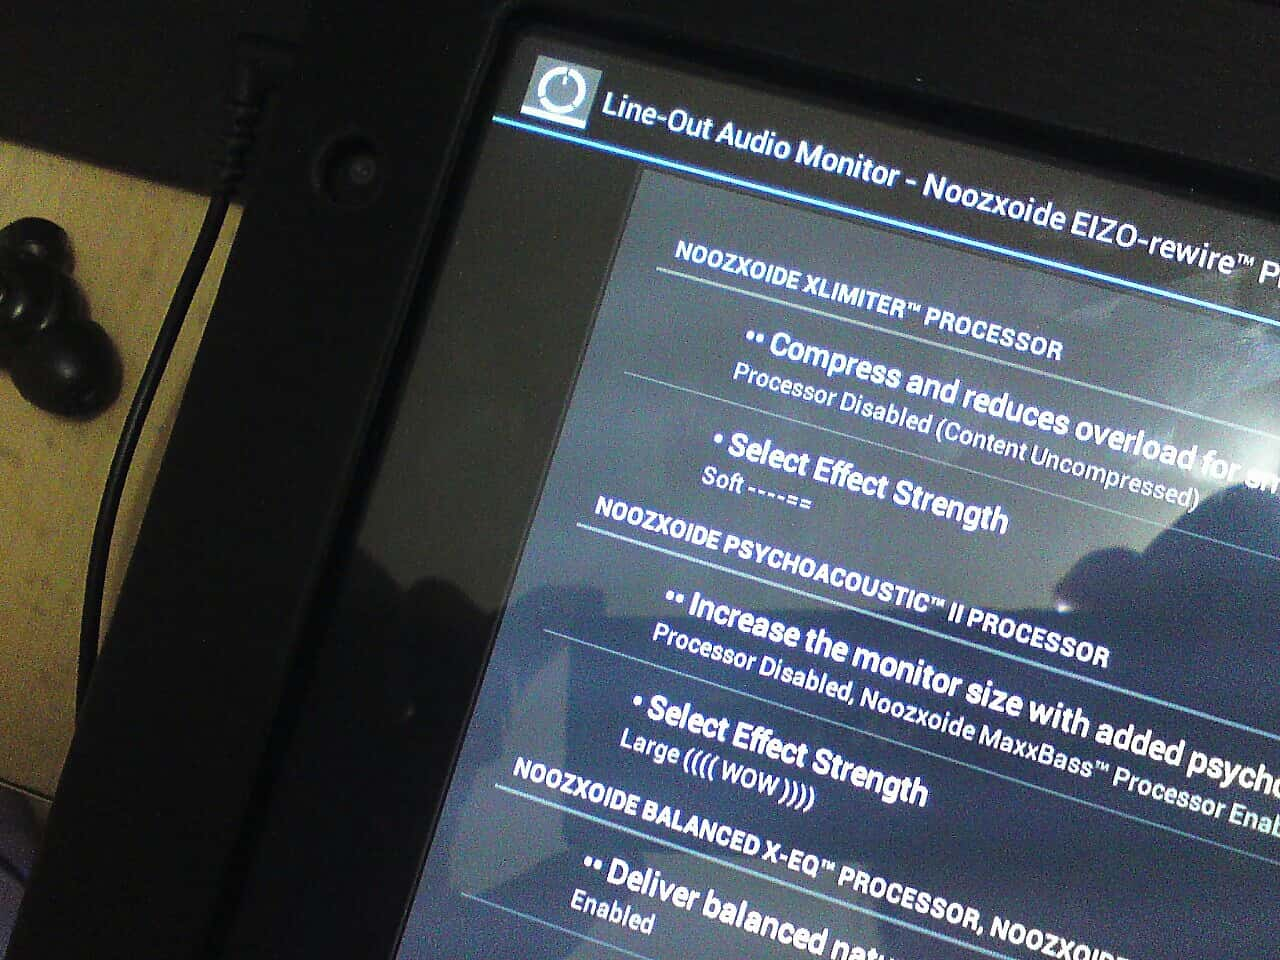 Line-Out Audio Monitor - Noozxoide EIZO-rewire™
NOOZXOIDE XLIMITER™ PROCESSOR
•• Compress and reduces overload for
Processor Disabled (Content Uncompressed)
• Select Effect Strength
Soft ----==
NOOZXOIDE PSYCHOACOUSTIC™ II PROCESSOR
•• Increase the monitor size with added
Processor Disabled, Noozxoide MaxxBass™ Processor
• Select Effect Strength
Large (((( WOW ))))
NOOZXOIDE BALANCED X-EQ™ PROCESSOR,
•• Deliver balanced
Enabled